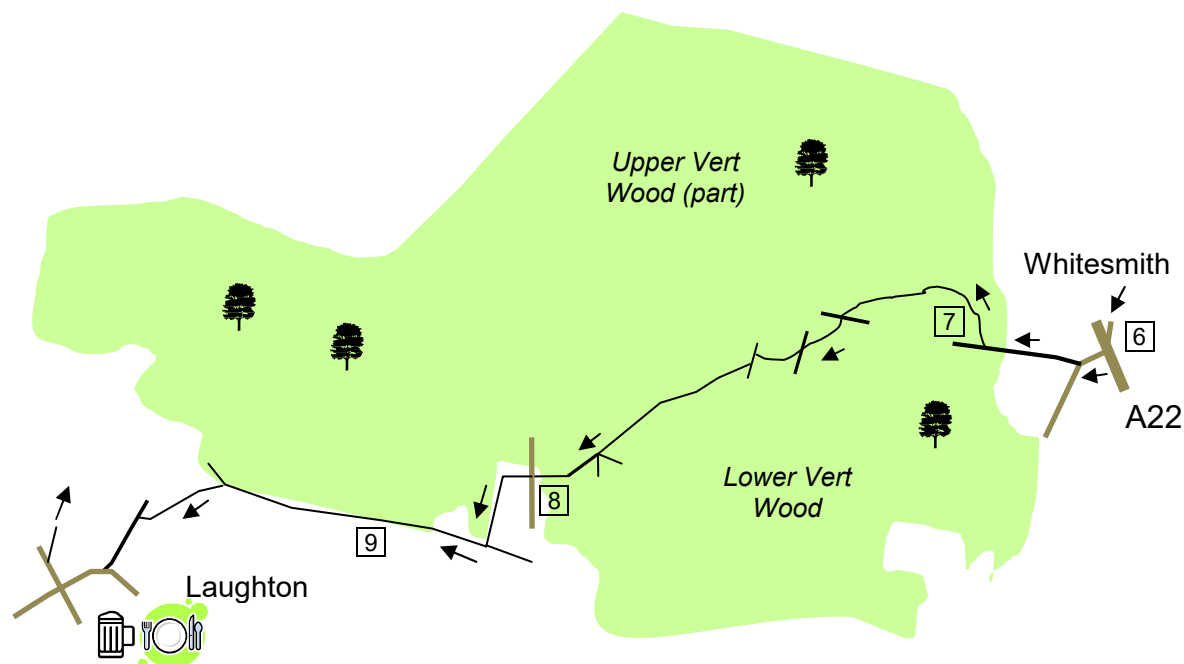 Upper Vert
Wood (part)
Whitesmith
7
6
A22
Lower Vert
Wood
8
9
Laughton